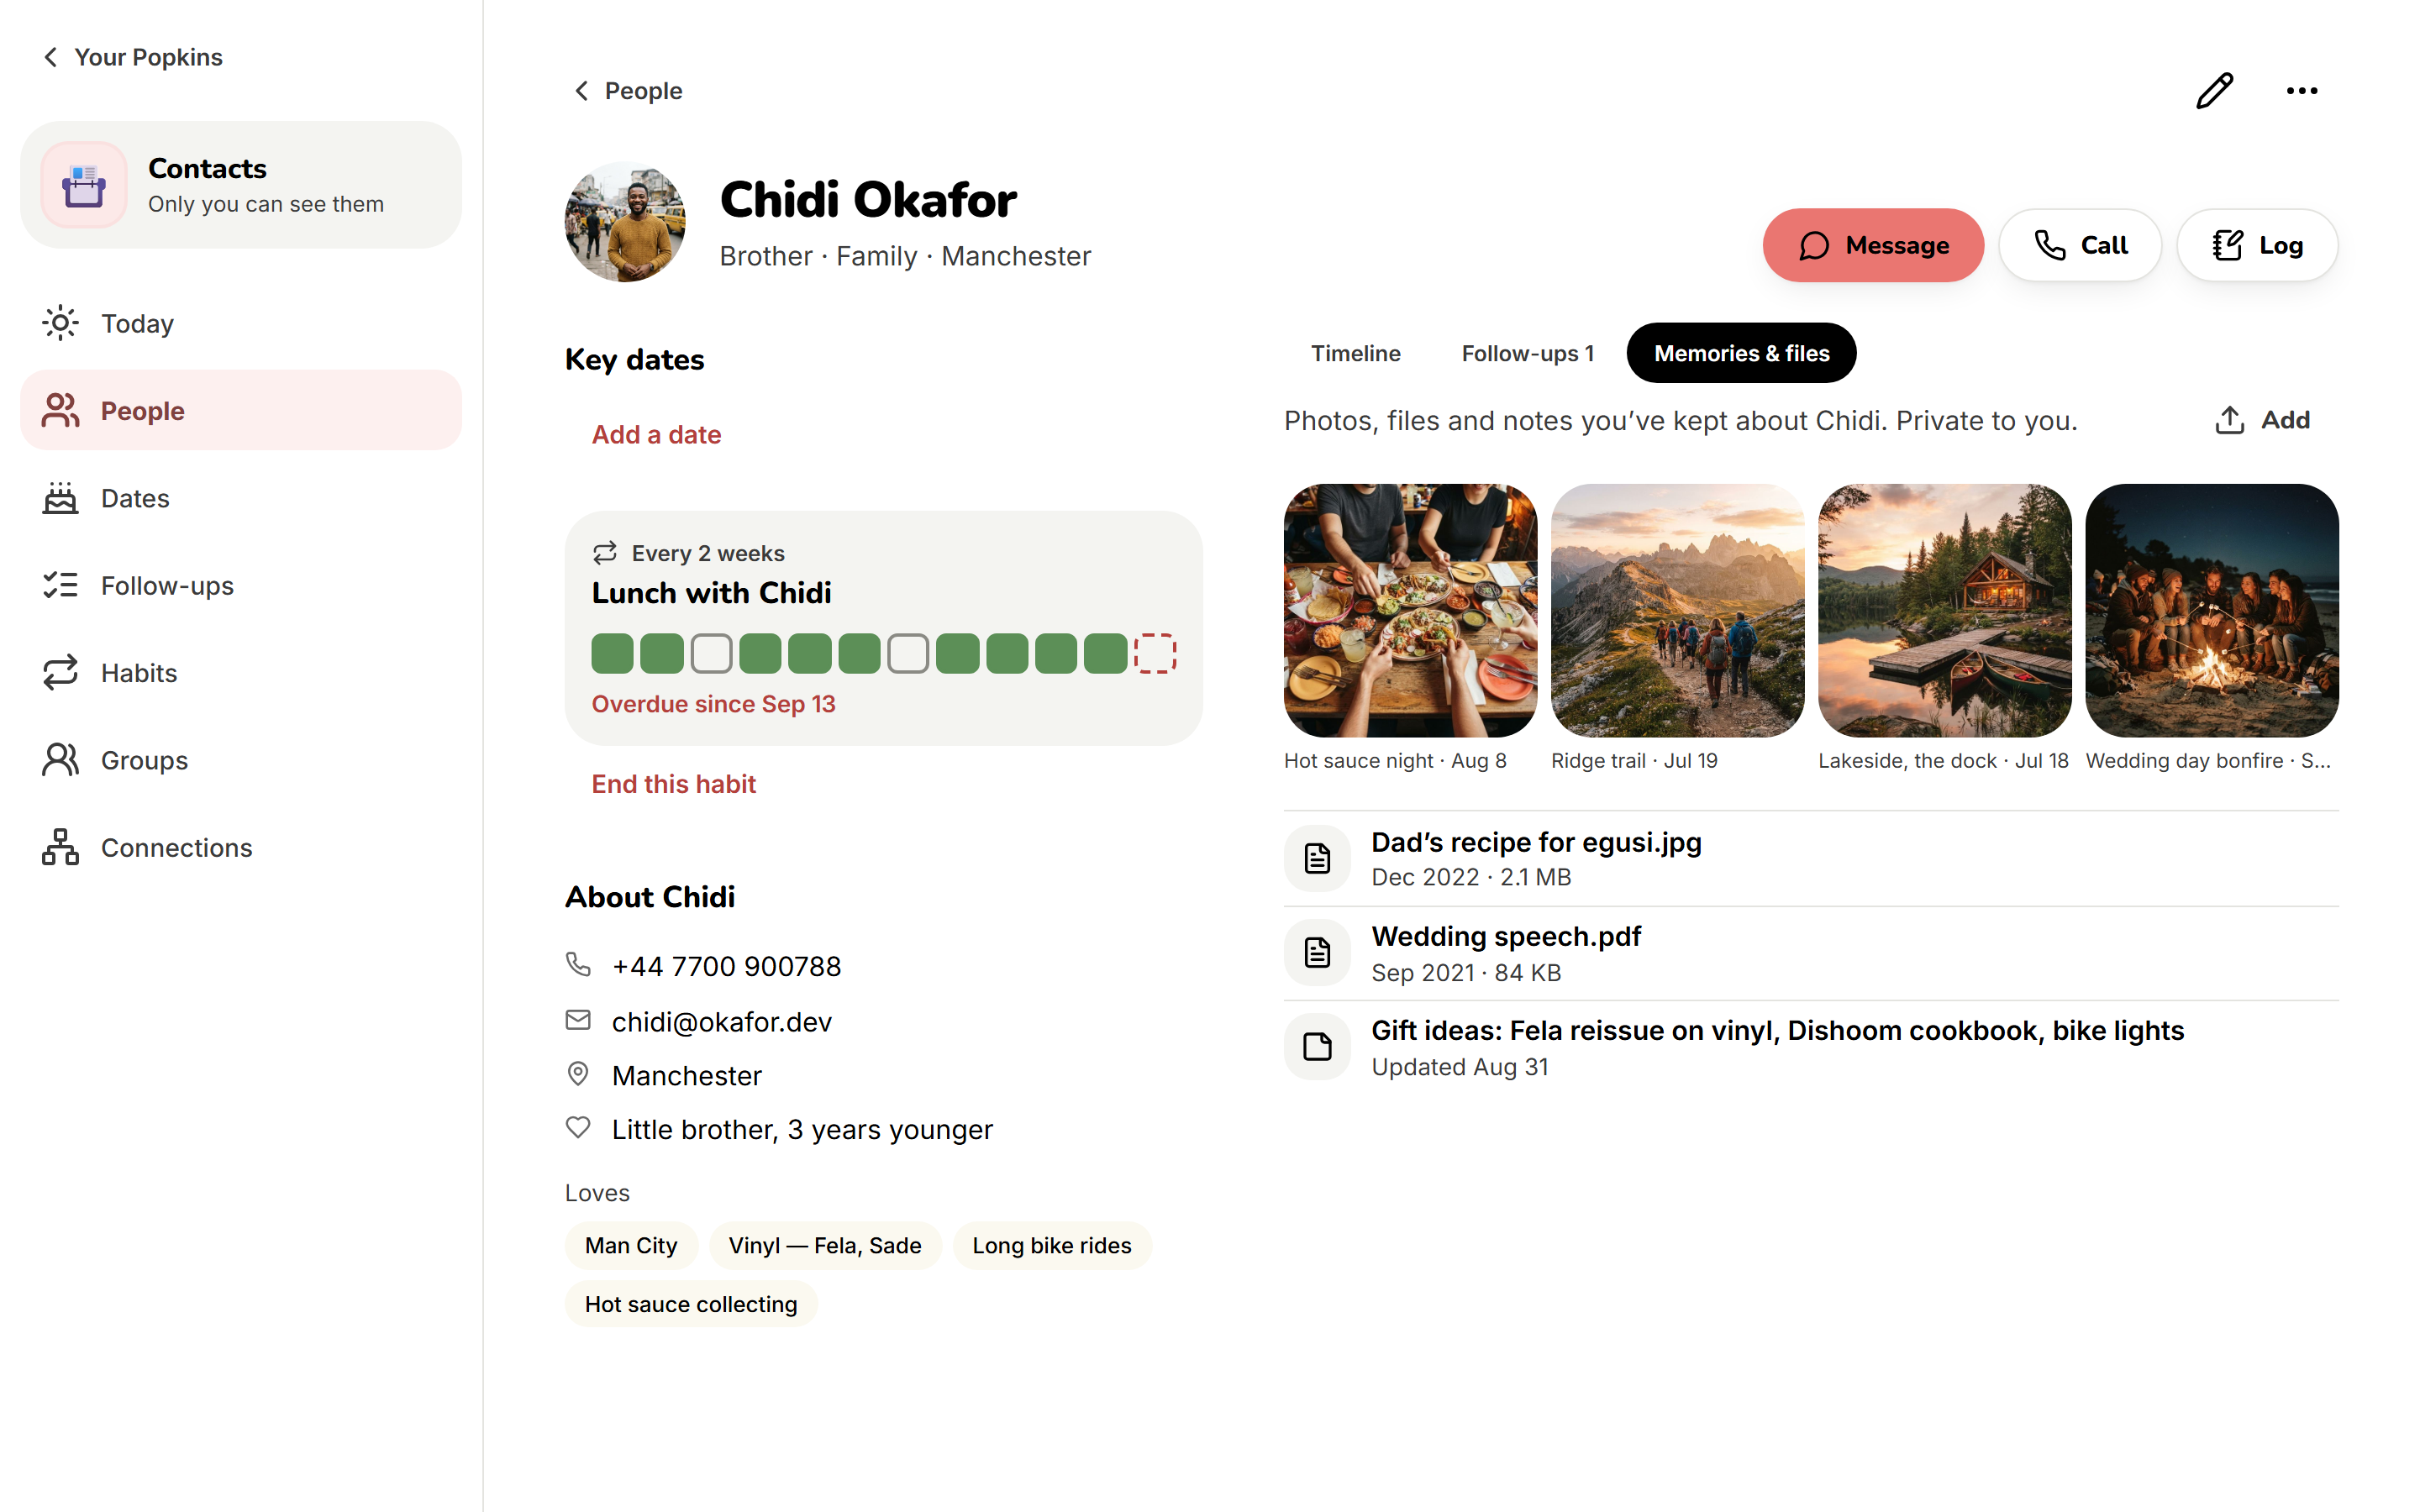 Your Popkins
Contacts
Only you can see them
Today
People
Dates
Follow-ups
Habits
Groups
Connections
People
Chidi Okafor
Brother · Family · Manchester
Message
Call
Log
Key dates
Add a date
Every 2 weeks
Lunch with Chidi
Overdue since Sep 13
End this habit
About Chidi
+44 7700 900788
chidi@okafor.dev
Manchester
Little brother, 3 years younger
Loves
Man City
Vinyl — Fela, Sade
Long bike rides
Hot sauce collecting
Timeline
Follow-ups 1
Memories & files
Photos, files and notes you’ve kept about Chidi. Private to you.
Add
Hot sauce night · Aug 8
Ridge trail · Jul 19
Lakeside, the dock · Jul 18
Wedding day bonfire · S...
Dad’s recipe for egusi.jpg
Dec 2022 · 2.1 MB
Wedding speech.pdf
Sep 2021 · 84 KB
Gift ideas: Fela reissue on vinyl, Dishoom cookbook, bike lights
Updated Aug 31